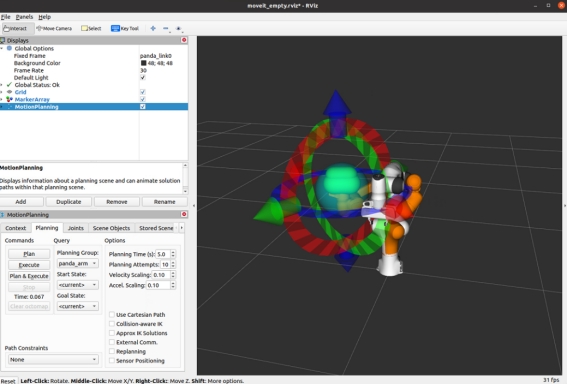 moveit_empty.rviz* - RViz
File Panels Help
Interact Move Camera Select Key Tool
Displays
Global Options
Fixed Frame panda_link0
Background Color 48; 48; 48
Frame Rate 30
Default Light
Global Status: Ok
Grid
MarkerArray
MotionPlanning
MotionPlanning
Displays information about a planning scene and can animate solution
paths within that planning scene.
Add Duplicate Remove Rename
MotionPlanning
Context Planning Joints Scene Objects Stored Scene
Commands Query Options
Plan Planning Group: Planning Time (s): 5.0
Execute panda_arm Planning Attempts: 10
Plan & Execute Start State: Velocity Scaling: 0.10
Stop <current> Accel. Scaling: 0.10
Time: 0.067 Goal State:
Clear octomap <current>
Use Cartesian Path
Collision-aware IK
Approx IK Solutions
External Comm.
Replanning
Sensor Positioning
Path Constraints
None
Reset Left-Click: Rotate. Middle-Click: Move X/Y. Right-Click: Move Z. Shift: More options. 31 fps